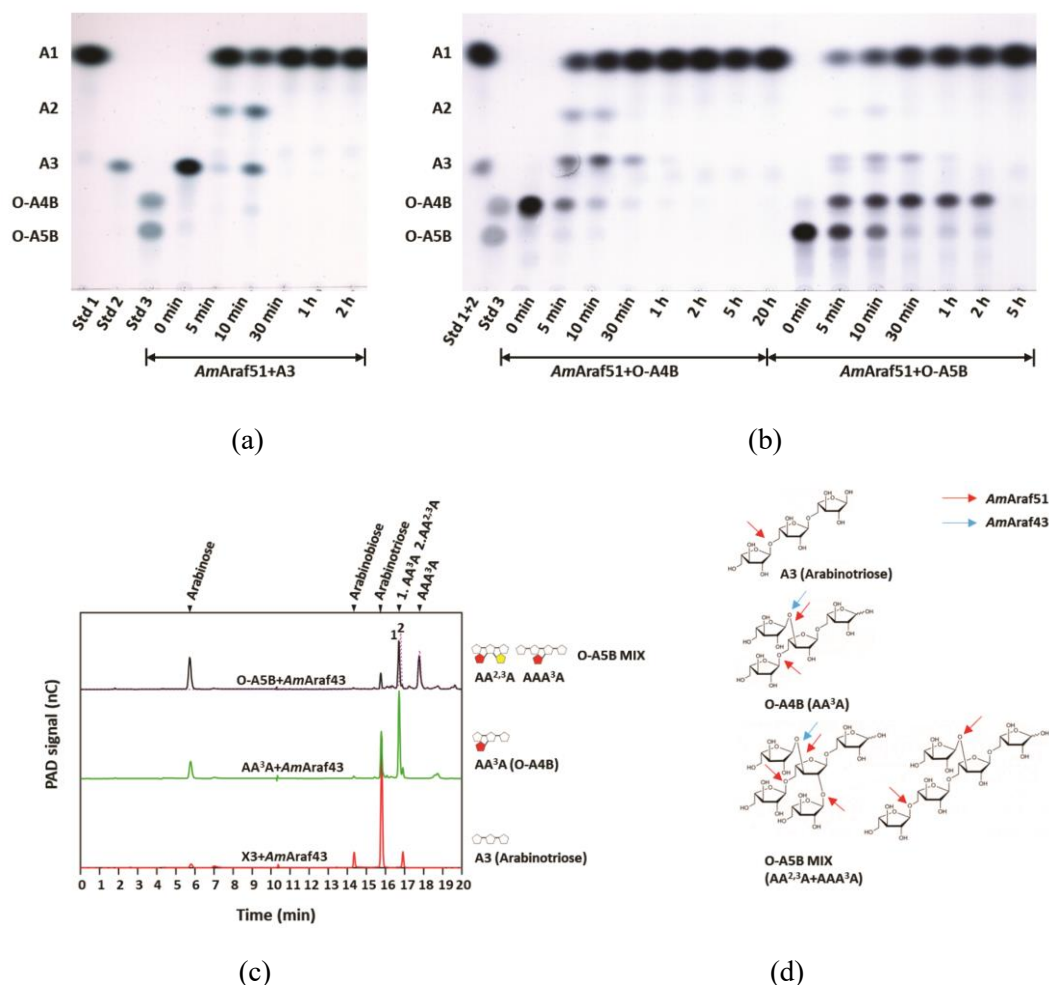 A1
A2
A3
O-A4B
O-A5B
Std 1
Std 2
Std 3
0 min
5 min
10 min
30 min
1 h
2 h
AmAraf51+A3
(a)
A1
A2
A3
O-A4B
O-A5B
Std 1+2
Std 3
0 min
5 min
10 min
30 min
1 h
2 h
5 h
20 h
0 min
5 min
10 min
30 min
1 h
2 h
5 h
AmAraf51+O-A4B
AmAraf51+O-A5B
(b)
Arabinose
Arabinobiose
Arabinotriose
1. AA³A 2.AA²,³A
AAA³A
PAD signal (nC)
1 2
O-A5B+AmAraf43
AA²,³A AAA³A
O-A5B MIX
AA³A+AmAraf43
AA³A (O-A4B)
X3+AmAraf43
A3 (Arabinotriose)
0 1 2 3 4 5 6 7 8 9 10 11 12 13 14 15 16 17 18 19 20
Time (min)
(c)
AmAraf51
AmAraf43
A3 (Arabinotriose)
O-A4B (AA³A)
O-A5B MIX
(AA²,³A+AAA³A)
(d)